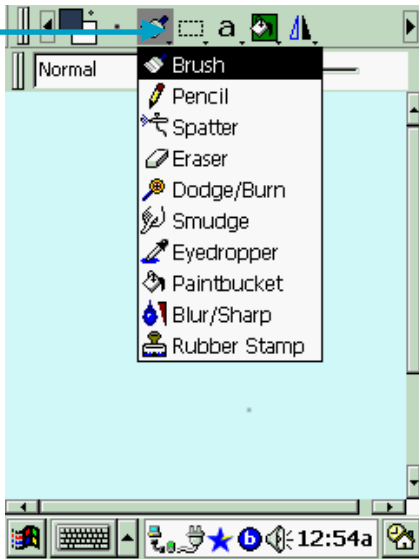 a
Normal
Brush
Pencil
Spatter
Eraser
Dodge/Burn
Smudge
Eyedropper
Paintbucket
Blur/Sharp
Rubber Stamp
12:54a